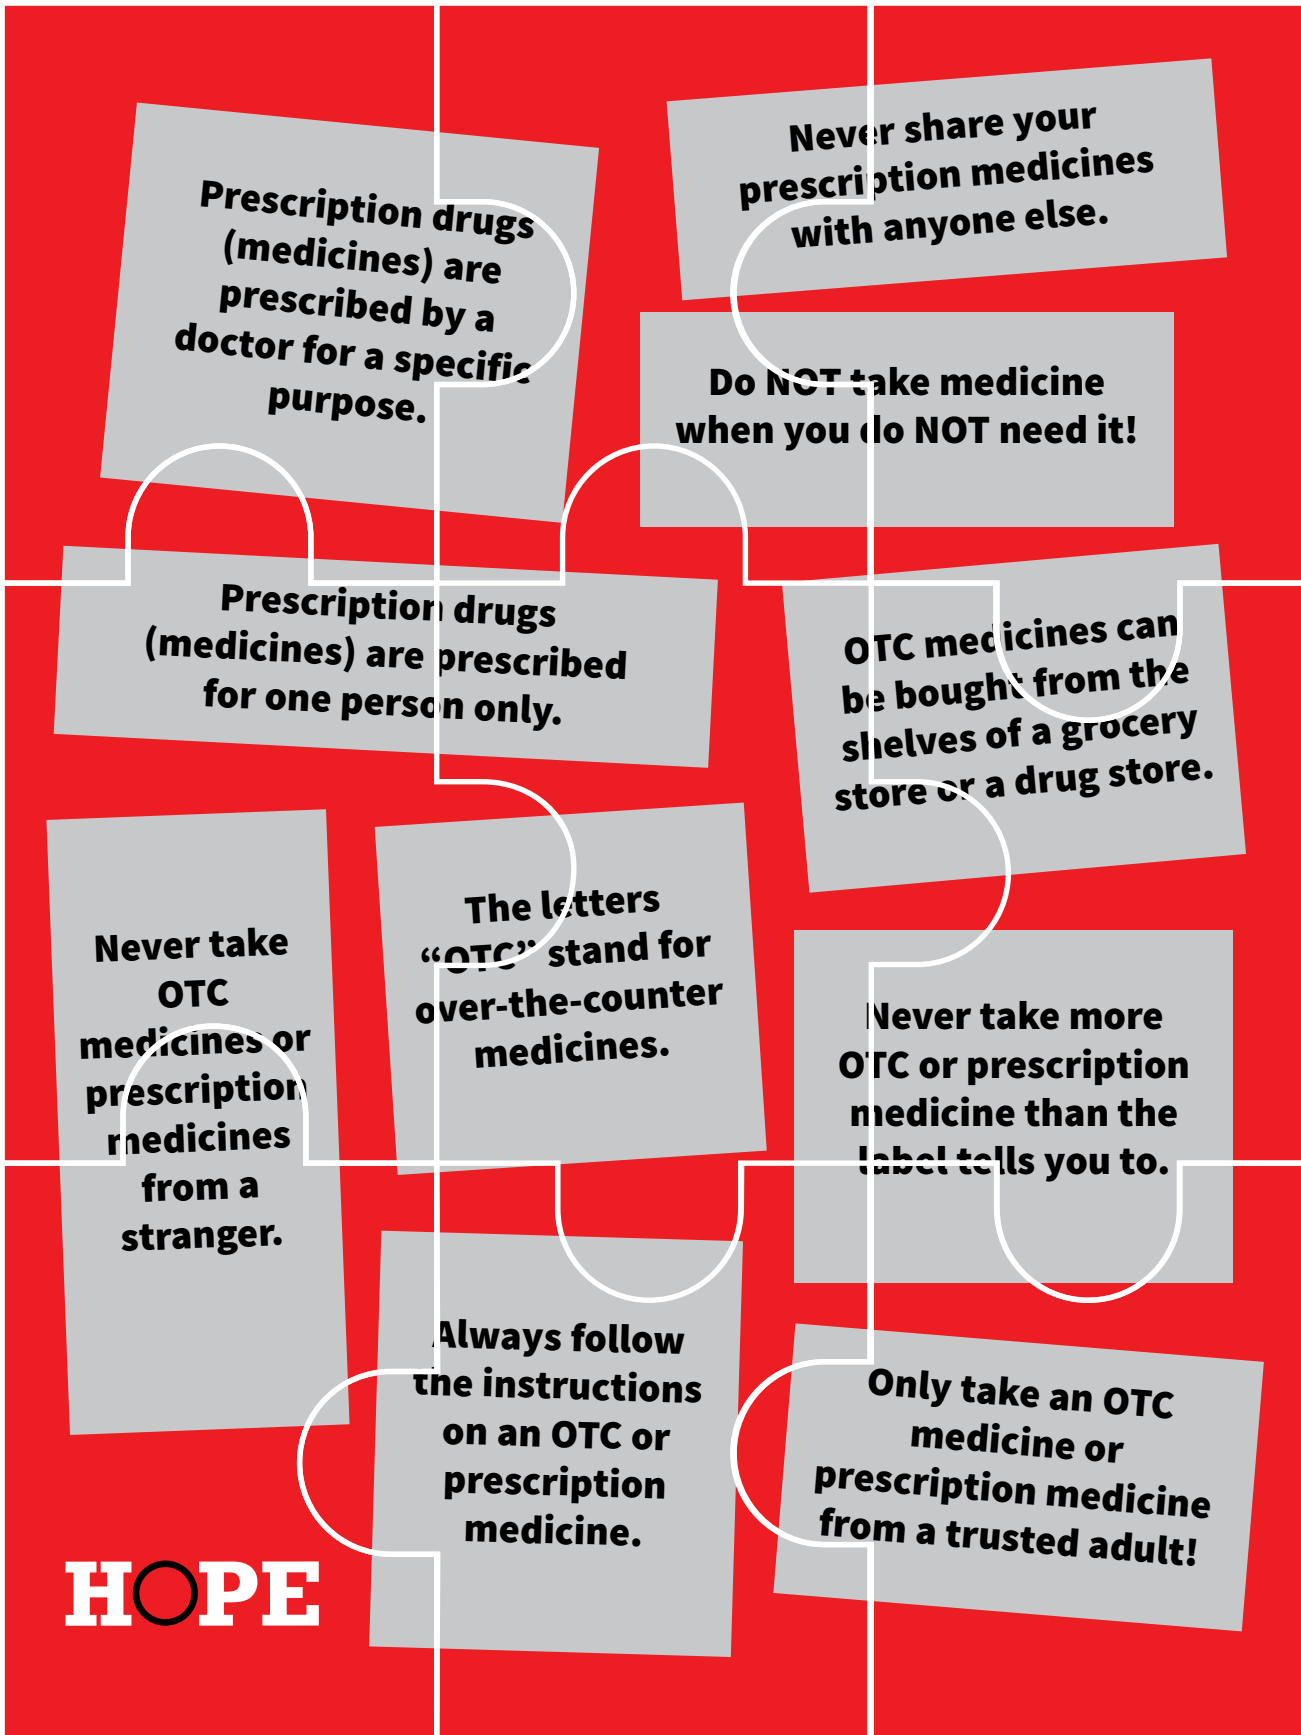 Prescription drugs
(medicines) are
prescribed by a
doctor for a specific
purpose.
Never share your
prescription medicines
with anyone else.
Do NOT take medicine
when you do NOT need it!
Prescription drugs
(medicines) are prescribed
for one person only.
OTC medicines can
be bought from the
shelves of a grocery
store or a drug store.
Never take
OTC
medicines or
prescription
medicines
from a
stranger.
The letters
“OTC” stand for
over-the-counter
medicines.
Never take more
OTC or prescription
medicine than the
label tells you to.
Always follow
the instructions
on an OTC or
prescription
medicine.
Only take an OTC
medicine or
prescription medicine
from a trusted adult!
HOPE